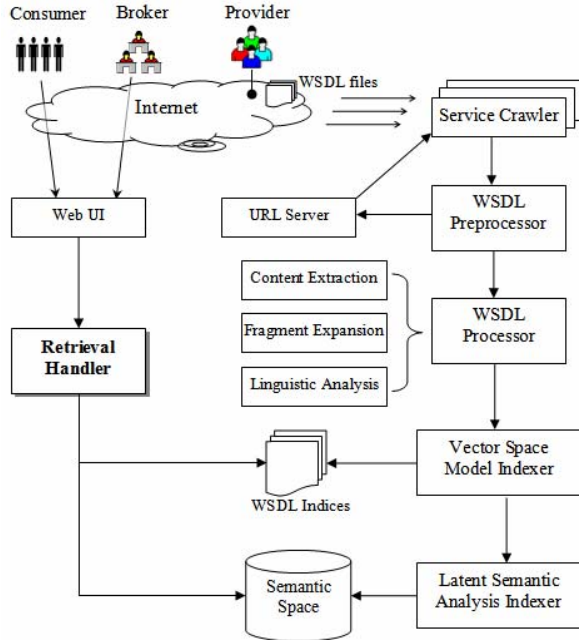 Consumer
Broker
Provider
WSDL files
Internet
Service Crawler
Web UI
URL Server
WSDL
Preprocessor
Content Extraction
Fragment Expansion
Linguistic Analysis
WSDL
Processor
Retrieval
Handler
WSDL Indices
Vector Space
Model Indexer
Semantic
Space
Latent Semantic
Analysis Indexer